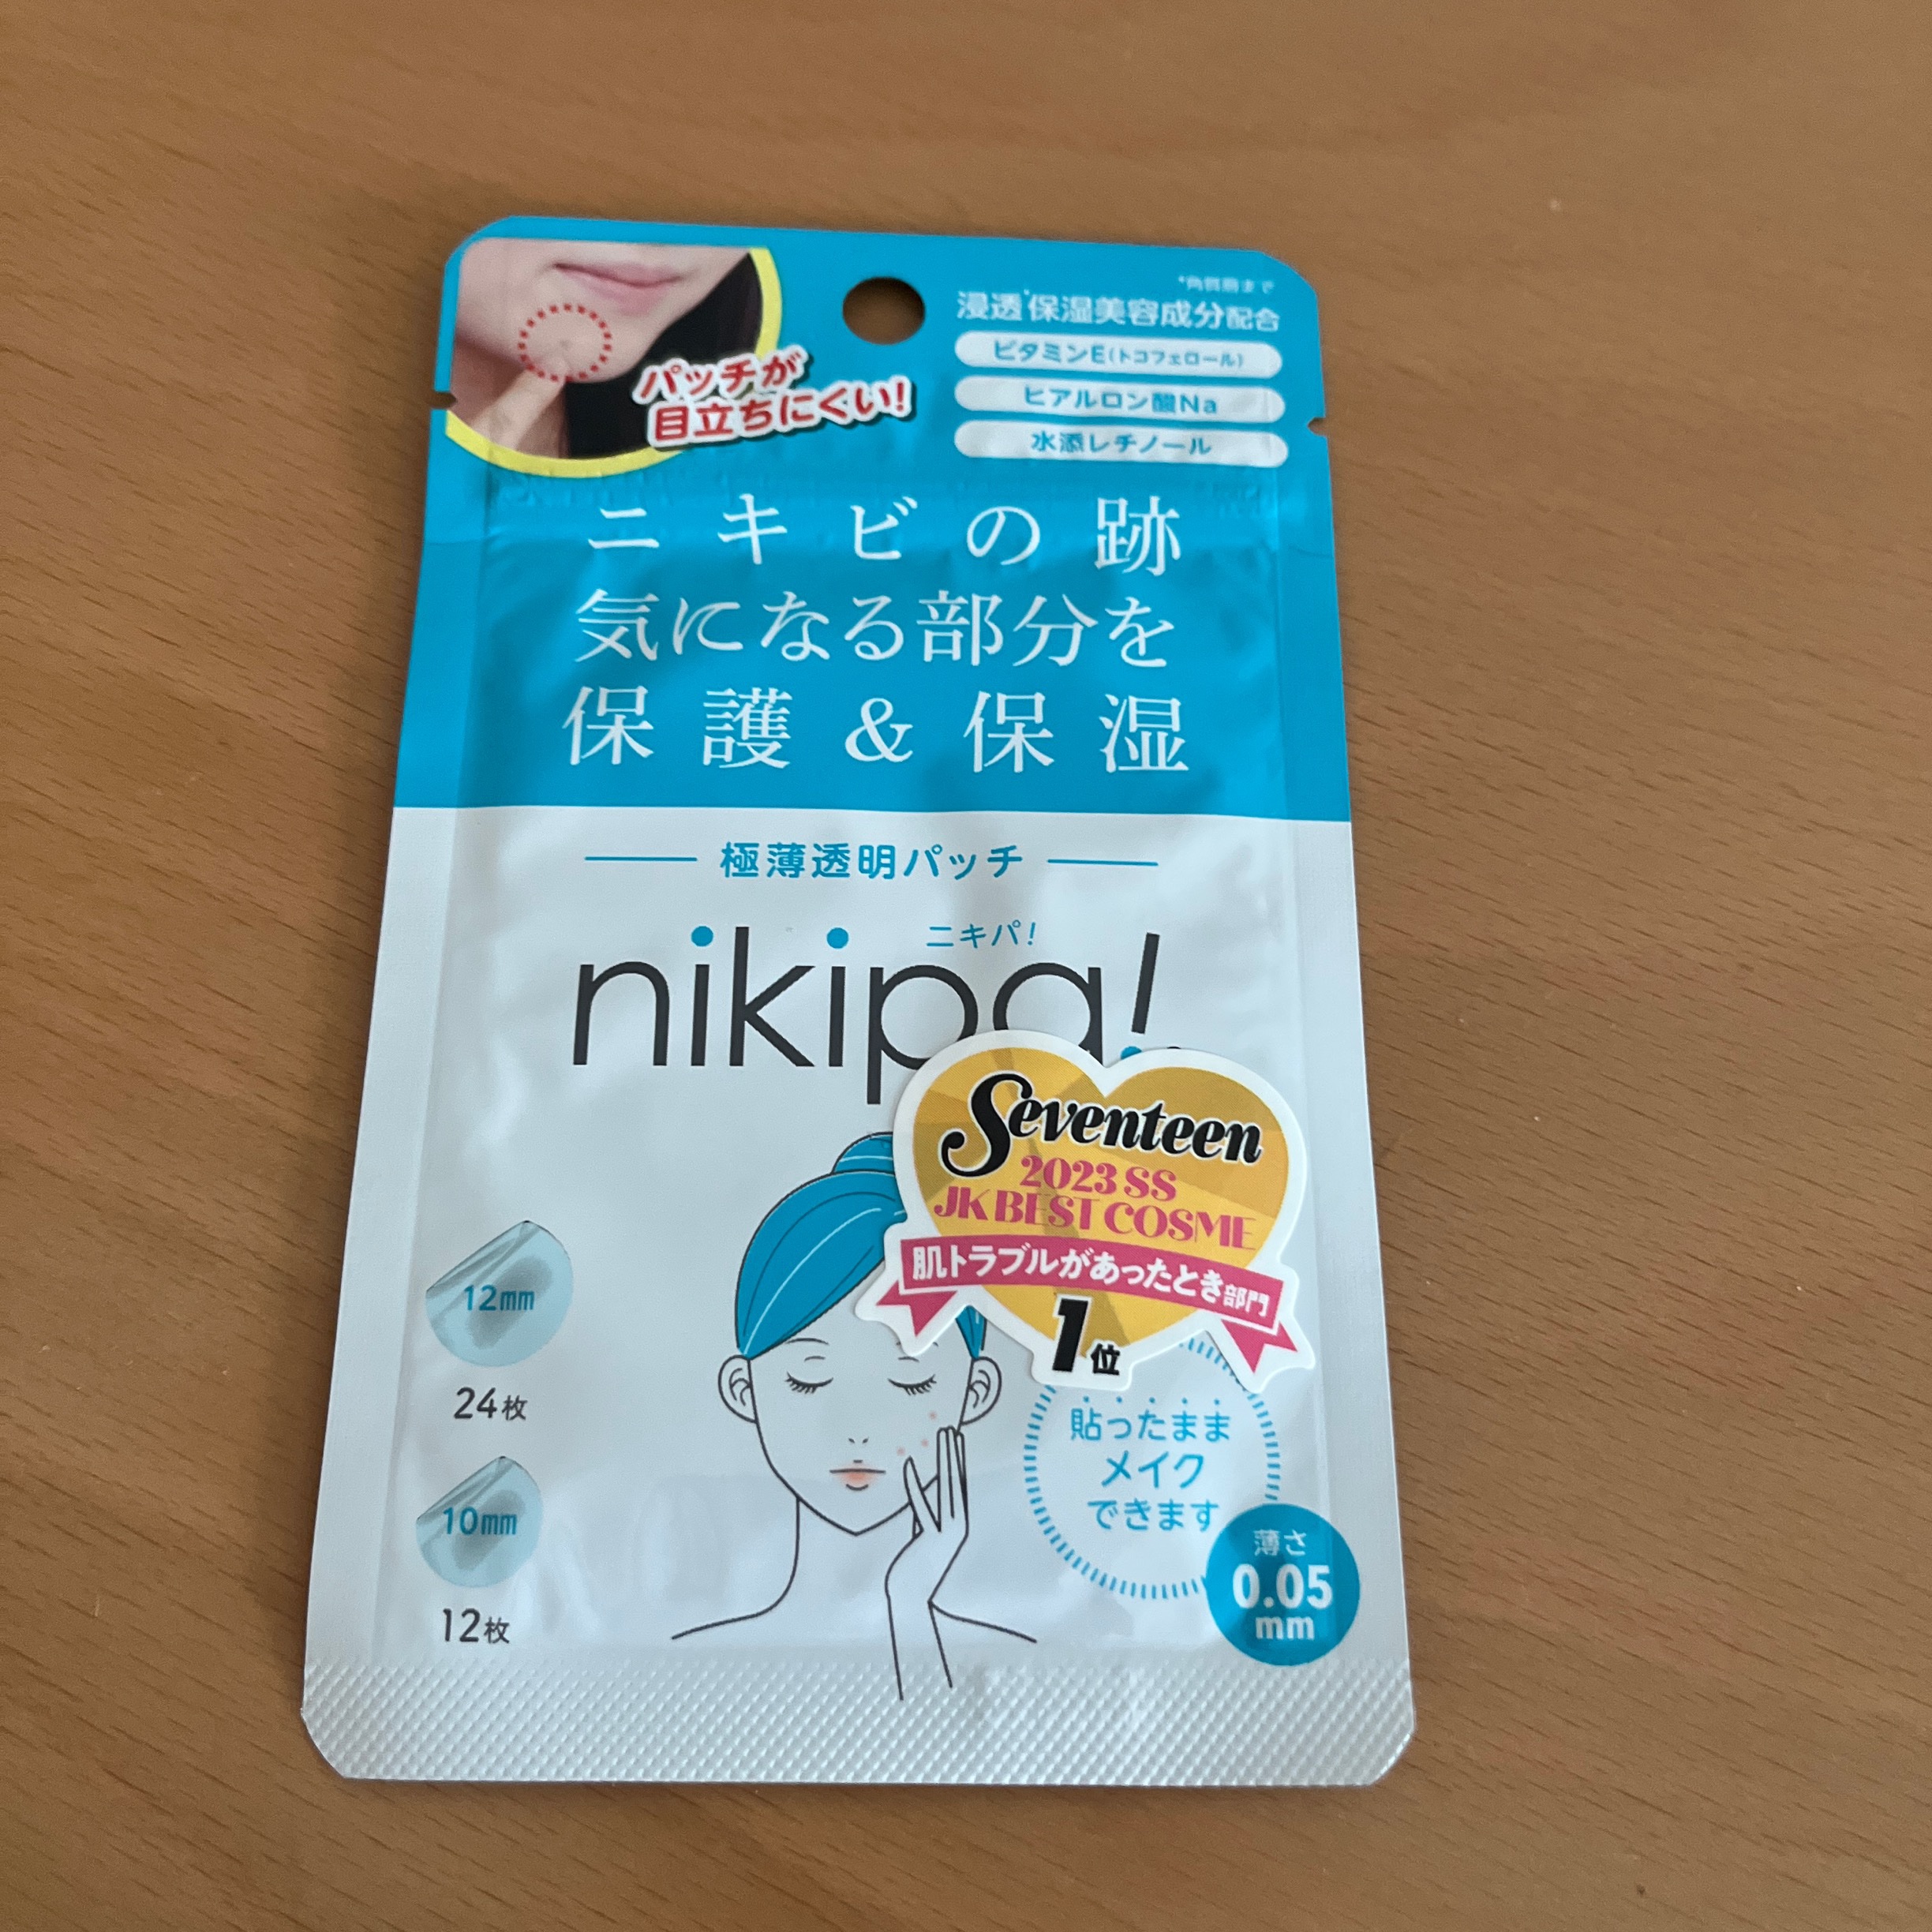 *角質層まで
浸透*保湿美容成分配合
ビタミンE(トコフェロール)
ヒアルロン酸Na
水添レチノール
パッチが
目立ちにくい!
ニキビの跡
気になる部分を
保護&保湿
極薄透明パッチ
ニキパ!
nikipa!
Seventeen
2023 SS
JK BEST COSME
肌トラブルがあったとき部門
1位
12mm
24枚
10mm
12枚
貼ったまま
メイク
できます
薄さ
0.05
mm